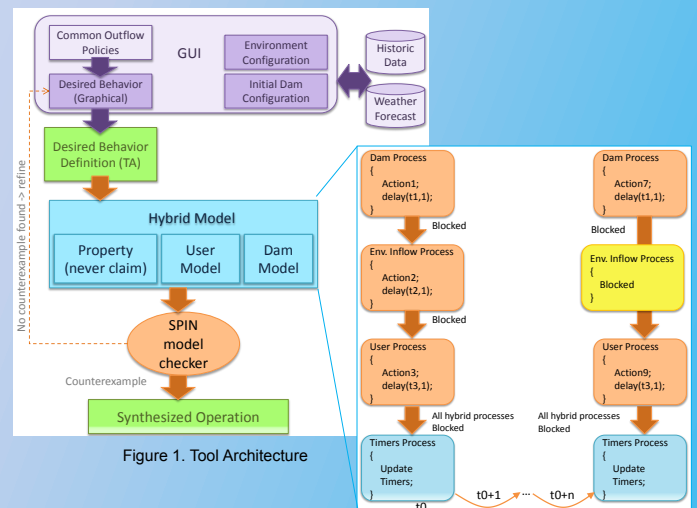 Common Outflow
Policies
GUI
Environment
Configuration
Historic
Data
Desired Behavior
(Graphical)
Initial Dam
Configuration
Weather
Forecast
Desired Behavior
Definition (TA)
No counterexample found -> refine
Hybrid Model
Property
(never claim)
User
Model
Dam
Model
SPIN
model
checker
Counterexample
Synthesized Operation
Figure 1. Tool Architecture
Dam Process
{
Action1;
delay(t1,1);
}
Blocked
Env. Inflow Process
{
Action2;
delay(t2,1);
}
Blocked
User Process
{
Action3;
delay(t3,1);
}
All hybrid processes
Blocked
Timers Process
{
Update
Timers;
}
t0
t0+1
...
t0+n
Dam Process
{
Action7;
delay(t1,1);
}
Blocked
Env. Inflow Process
{
Blocked
}
User Process
{
Action9;
delay(t3,1);
}
All hybrid processes
Blocked
Timers Process
{
Update
Timers;
}